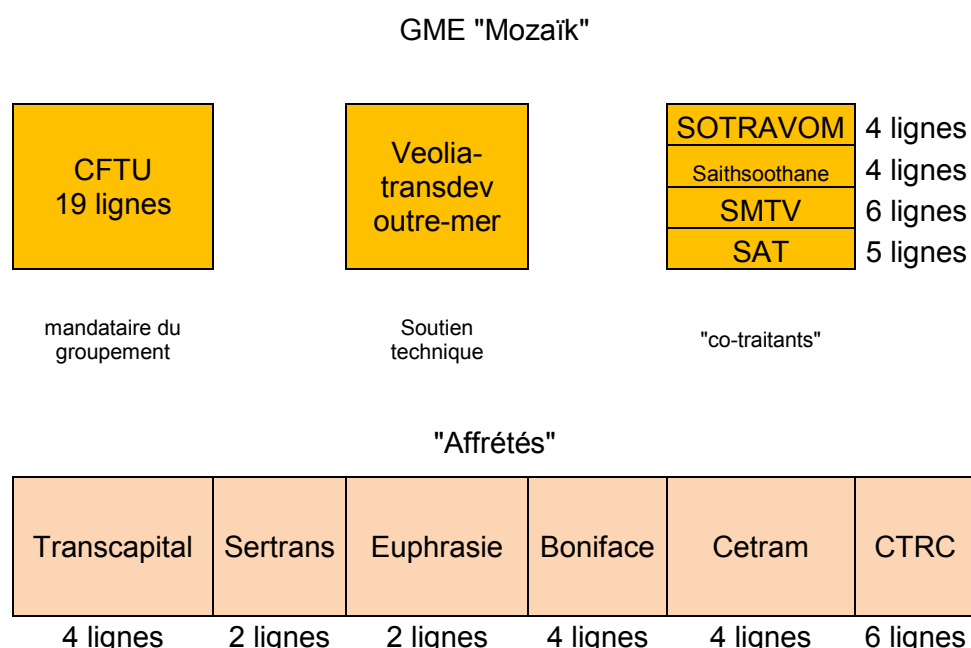 GME "Mozaïk"
CFTU
19 lignes
Veolia-
transdev
outre-mer
SOTRAVOM 4 lignes
Saithsoothane 4 lignes
SMTV 6 lignes
SAT 5 lignes
mandataire du
groupement
Soutien
technique
"co-traitants"
"Affrétés"
Transcapital Sertrans Euphrasie Boniface Cetram CTRC
4 lignes 2 lignes 2 lignes 4 lignes 4 lignes 6 lignes